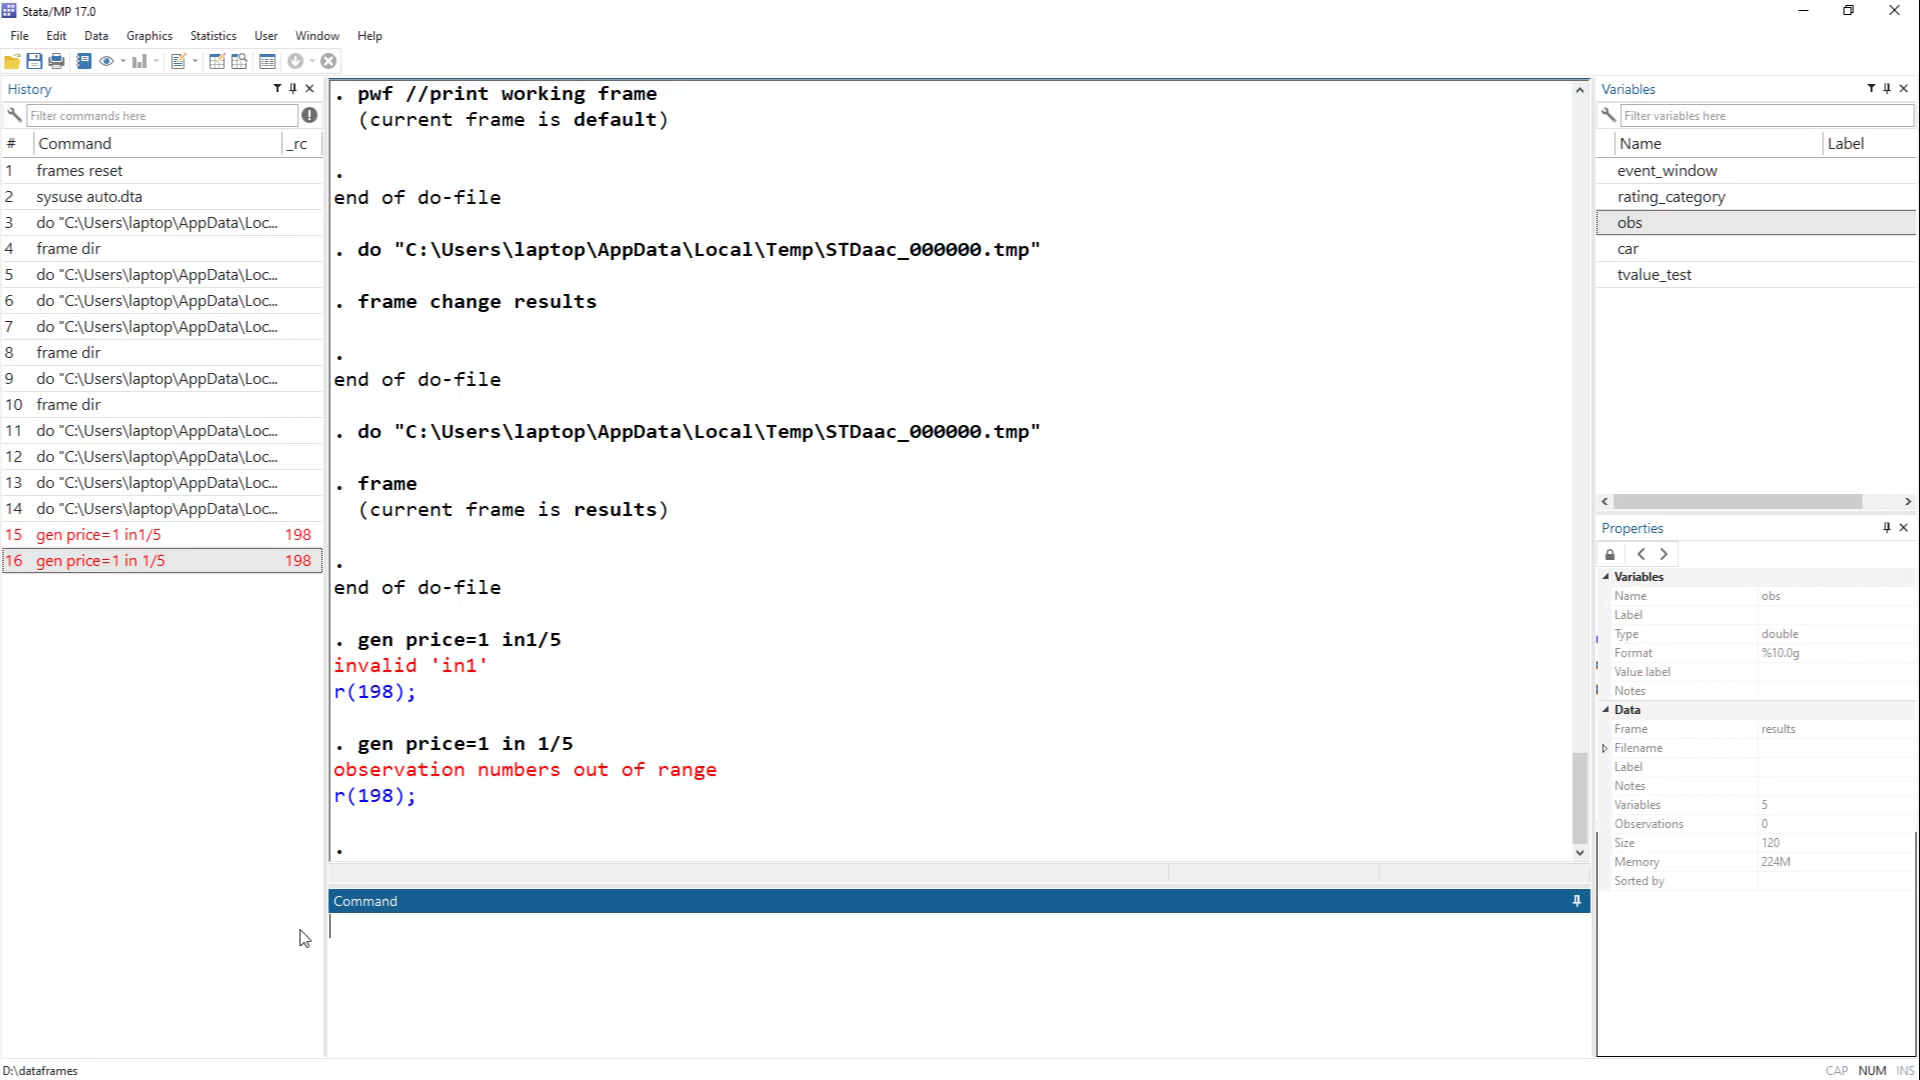 Stata/MP 17.0
File Edit Data Graphics Statistics User Window Help
History
Filter commands here
# Command _rc
1 frames reset
2 sysuse auto.dta
3 do "C:\Users\laptop\AppData\Loc...
4 frame dir
5 do "C:\Users\laptop\AppData\Loc...
6 do "C:\Users\laptop\AppData\Loc...
7 do "C:\Users\laptop\AppData\Loc...
8 frame dir
9 do "C:\Users\laptop\AppData\Loc...
10 frame dir
11 do "C:\Users\laptop\AppData\Loc...
12 do "C:\Users\laptop\AppData\Loc...
13 do "C:\Users\laptop\AppData\Loc...
14 do "C:\Users\laptop\AppData\Loc...
15 gen price=1 in1/5 198
16 gen price=1 in 1/5 198
. pwf //print working frame
(current frame is default)
.
end of do-file
. do "C:\Users\laptop\AppData\Local\Temp\STDaac_000000.tmp"
. frame change results
.
end of do-file
. do "C:\Users\laptop\AppData\Local\Temp\STDaac_000000.tmp"
. frame
(current frame is results)
.
end of do-file
. gen price=1 in1/5
invalid 'in1'
r(198);
. gen price=1 in 1/5
observation numbers out of range
r(198);
.
Command
Variables
Filter variables here
Name Label
event_window
rating_category
obs
car
tvalue_test
Properties
Variables
Name obs
Label
Type double
Format %10.0g
Value label
Notes
Data
Frame results
Filename
Label
Notes
Variables 5
Observations 0
Size 120
Memory 224M
Sorted by
D:\dataframes
CAP NUM INS